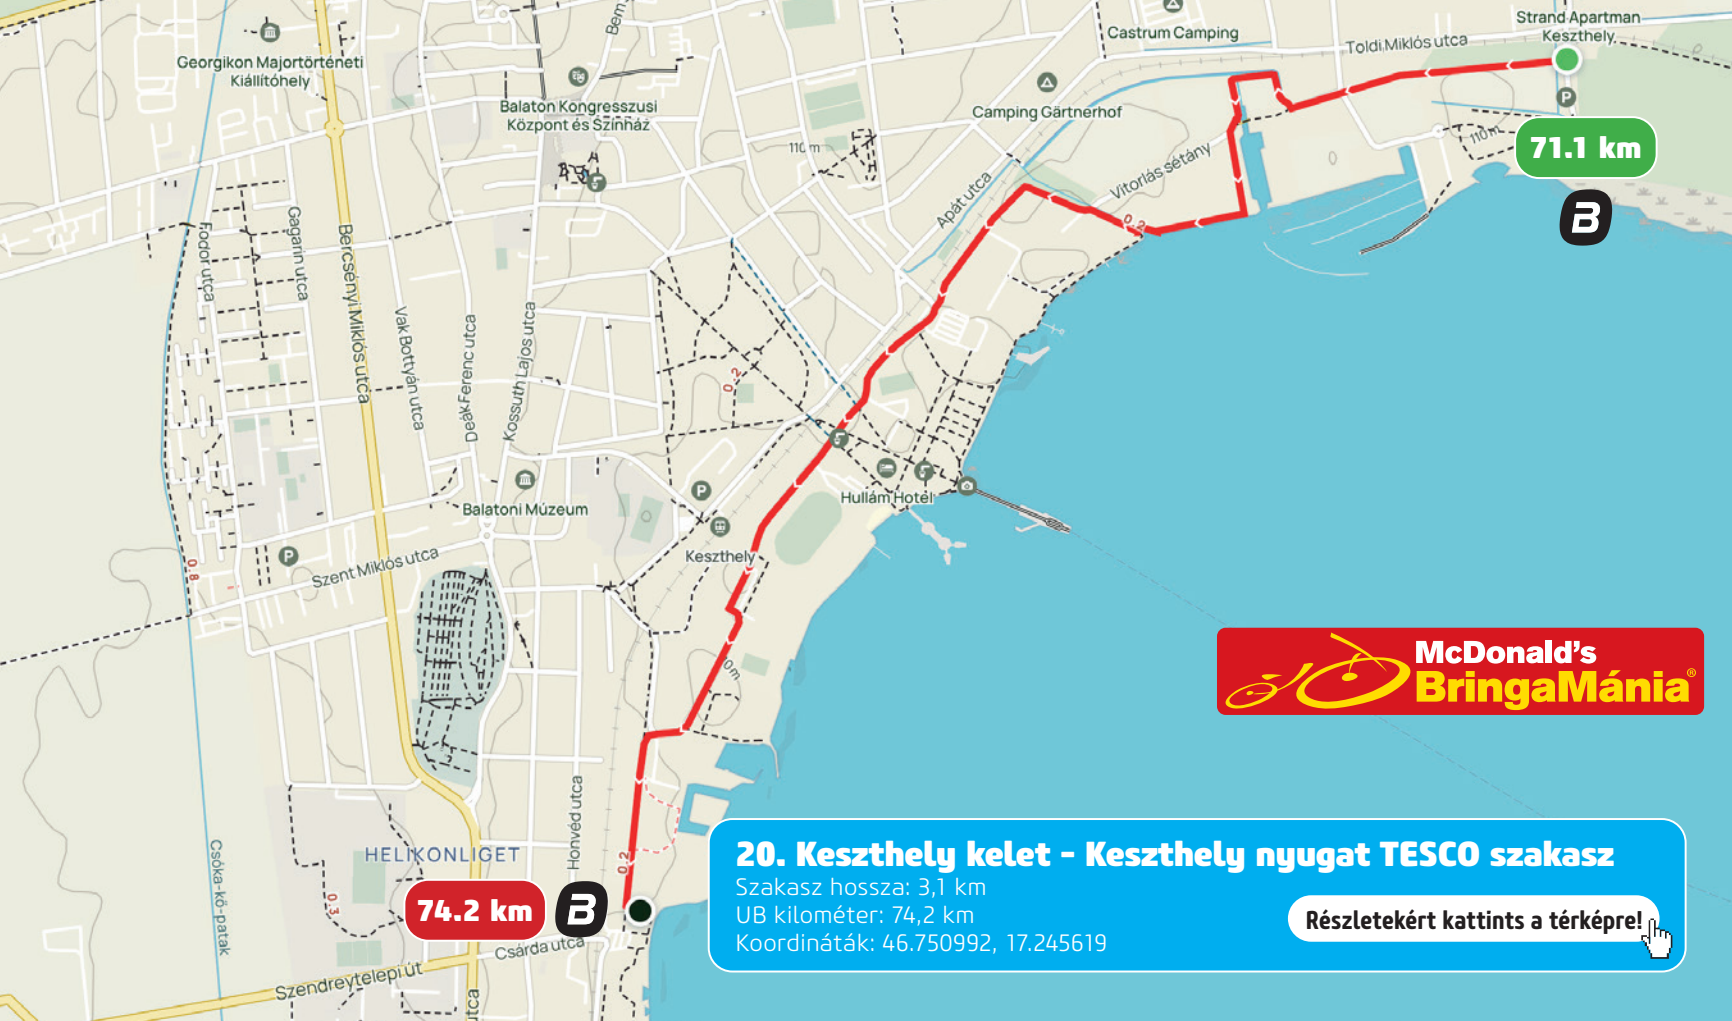 Strand Apartman
Keszthely
Castrum Camping
Toldi Miklós utca
Georgikon Majortörténeti
Kiállítóhely
Bem
Balaton Kongresszusi
Központ és Színház
Camping Gärtnerhof
P
110 m
110 m
71.1 km
B
Vitorlás sétány
Apát utca
0.2
Fodor utca
Gagarin utca
Bercsényi Miklós utca
Vak Bottyán utca
Deák Ferenc utca
Kossuth Lajos utca
0.2
Balatoni Múzeum
P
Hullám Hotel
Keszthely
P
Szent Miklós utca
0.8
0m
McDonald's
BringaMánia®
Honvéd utca
Csóka-kő-patak
HELIKONLIGET
0.2
0.3
74.2 km
B
Csárda utca
Szendreytelepi út
utca
20. Keszthely kelet - Keszthely nyugat TESCO szakasz
Szakasz hossza: 3,1 km
UB kilométer: 74,2 km
Koordináták: 46.750992, 17.245619
Részletekért kattints a térképre!